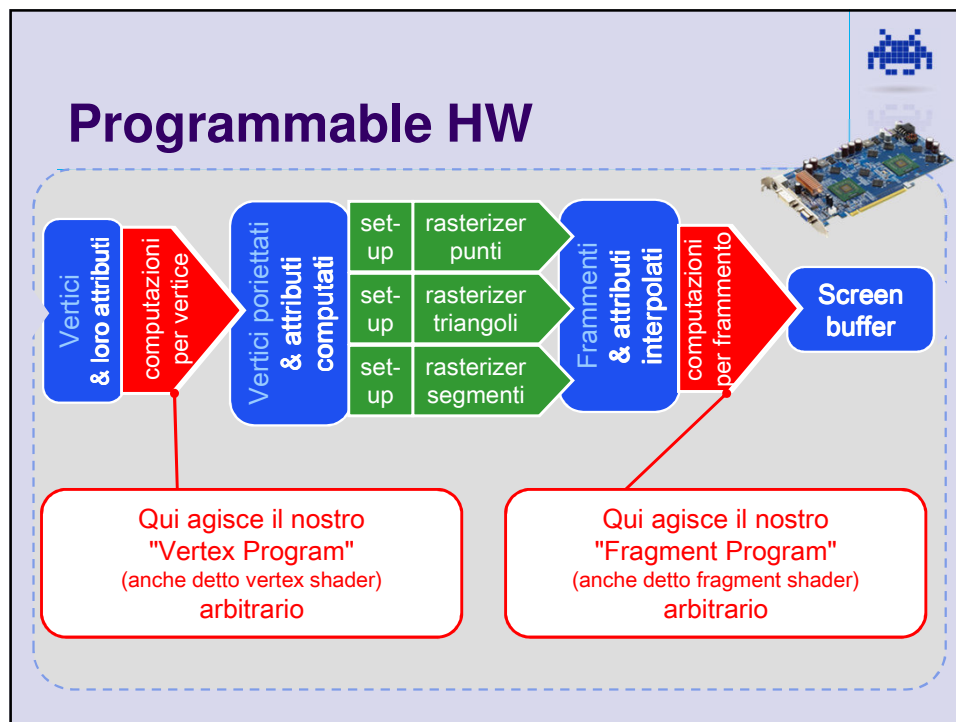 Programmable HW
Vertici
& loro attributi
computazioni
per vertice
Vertici poriettati
& attributi
computati
set-
up
rasterizer
punti
set-
up
rasterizer
triangoli
set-
up
rasterizer
segmenti
Frammenti
& attributi
interpolati
computazioni
per frammento
Screen
buffer
Qui agisce il nostro
"Vertex Program"
(anche detto vertex shader)
arbitrario
Qui agisce il nostro
"Fragment Program"
(anche detto fragment shader)
arbitrario